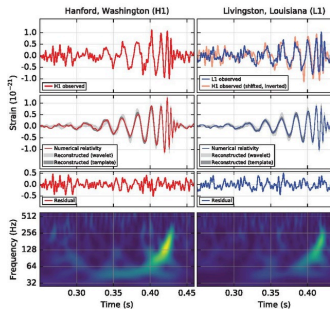 Hanford, Washington (H1)
Livingston, Louisiana (L1)
1.0
0.5
0.0
-0.5
-1.0
H1 observed
L1 observed
H1 observed (shifted, inverted)
Strain (10⁻²¹)
1.0
0.5
0.0
-0.5
-1.0
Numerical relativity
Reconstructed (wavelet)
Reconstructed (template)
Numerical relativity
Reconstructed (wavelet)
Reconstructed (template)
0.5
0.0
-0.5
Residual
Residual
Frequency (Hz)
512
256
128
64
32
0.30 0.35 0.40 0.45
0.30 0.35 0.40
Time (s)
Time (s)